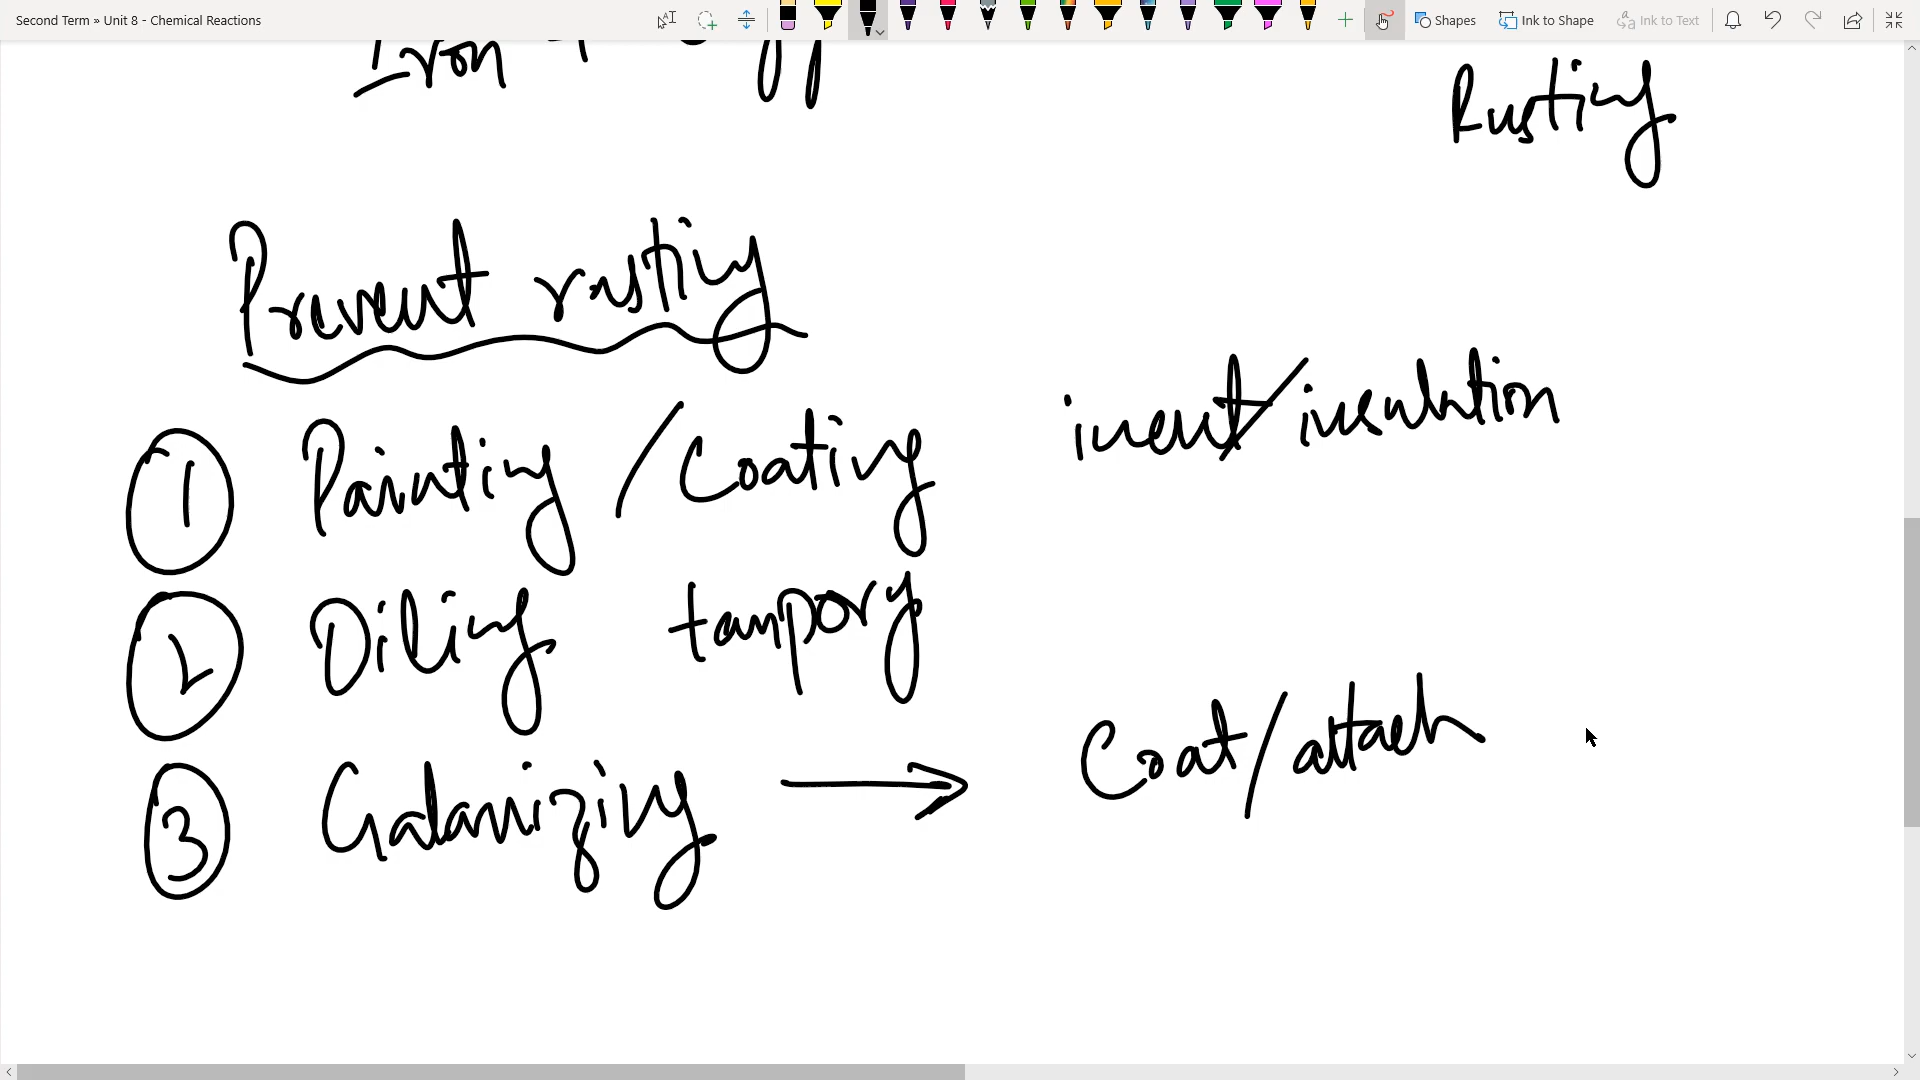 Second Term » Unit 8 - Chemical Reactions
Shapes
Ink to Shape
Ink to Text
Iron +
Rusting
Prevent rusting
1 Painting / Coating inert/insulation
2 Oiling tampory
3 Galanizing → Coat/attach